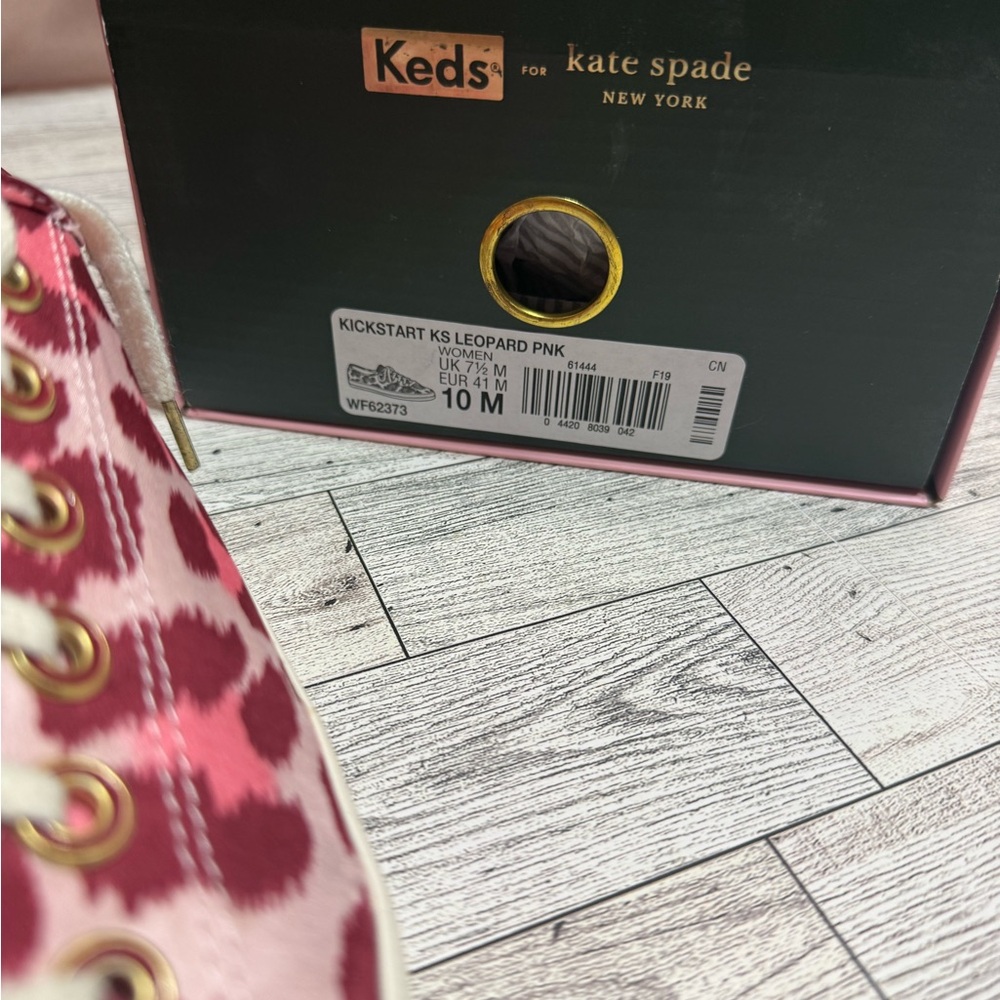 Keds® FOR kate spade
NEW YORK
KICKSTART KS LEOPARD PNK
WOMEN
UK 7½ M
EUR 41 M
10 M
WF62373
61444
F19
0 4420 8039 042
CN